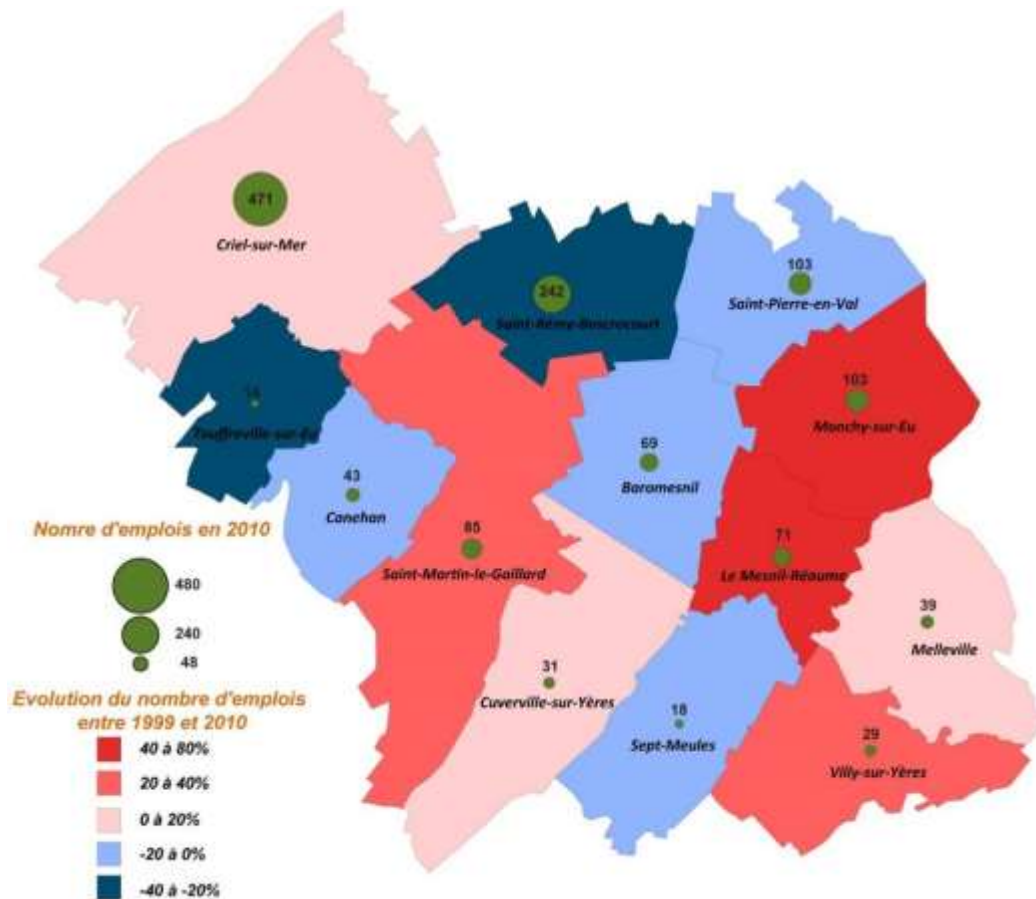 471
Criel-sur-Mer
242
Saint-Rémy-Boscrocourt
103
Saint-Pierre-en-Val
103
Monchy-sur-Eu
Touffreville-sur-Eu
69
Baromesnil
43
Canehan
85
Saint-Martin-le-Gaillard
71
Le Mesnil-Réaume
39
Melleville
31
Cuverville-sur-Yères
18
Sept-Meules
29
Villy-sur-Yères
Nomre d'emplois en 2010
480
240
48
Evolution du nombre d'emplois
entre 1999 et 2010
40 à 80%
20 à 40%
0 à 20%
-20 à 0%
-40 à -20%